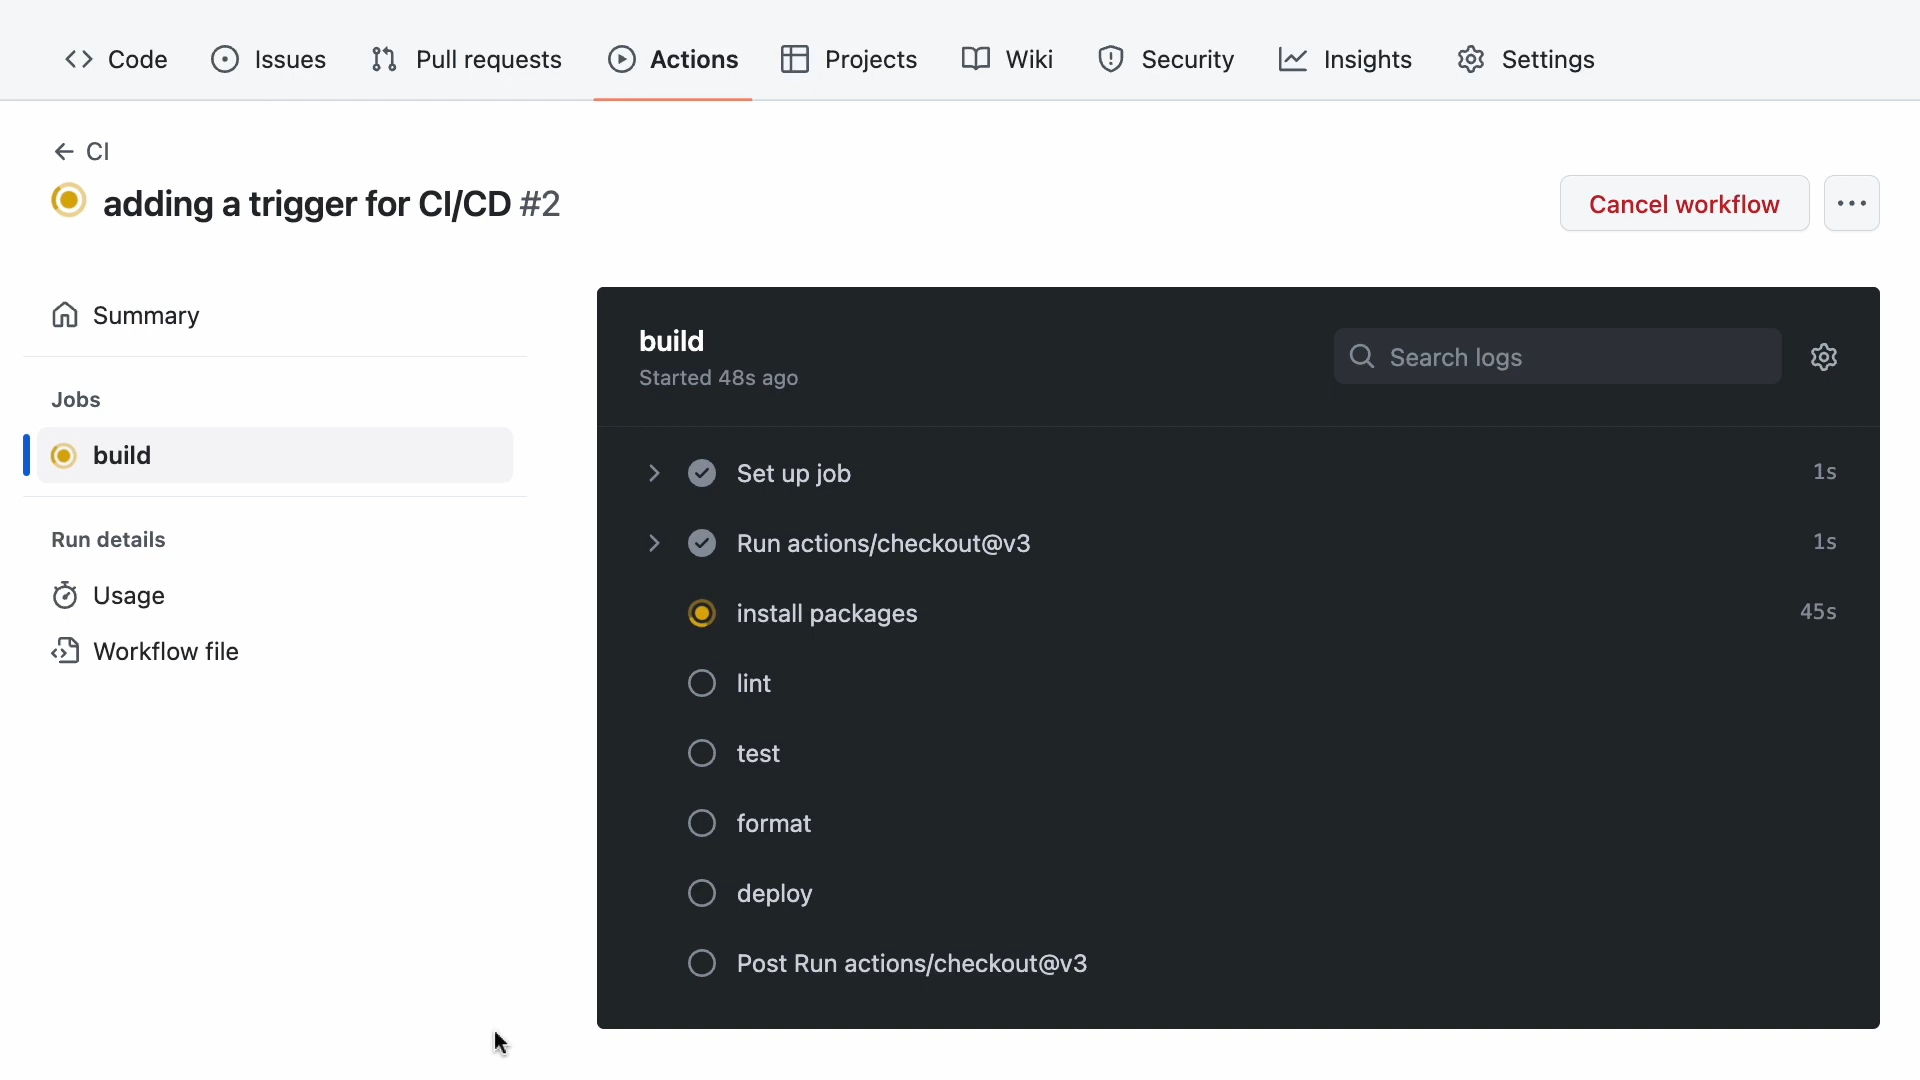 Code Issues Pull requests Actions Projects Wiki Security Insights Settings
CI
adding a trigger for CI/CD #2
Cancel workflow
Summary
Jobs
build
Run details
Usage
Workflow file
build
Started 48s ago
Search logs
Set up job 1s
Run actions/checkout@v3 1s
install packages 45s
lint
test
format
deploy
Post Run actions/checkout@v3